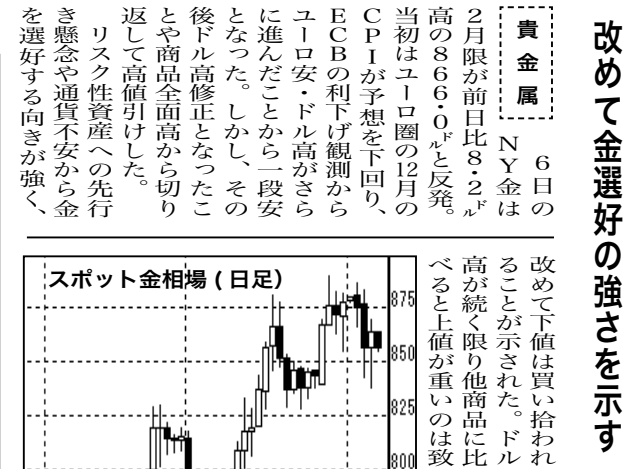 改めて金選好の強さを示す
貴金属
6日の
NY金は
2月限が前日比8・2㌦
高の866・0㌦と反発。
当初はユーロ圏の12月の
CPIが予想を下回り、
ECBの利下げ観測から
ユーロ安・ドル高がさら
に進んだことから一段安
となった。しかし、その
後ドル高修正となったこ
とや商品全面高から切り
返して高値引けした。
リスク性資産への先行
き懸念や通貨不安から金
を選好する向きが強く、
改めて下値は買い拾われ
ることが示された。ドル
高が続く限り他商品に比
べると上値が重いのは致
スポット金相場(日足)
875
850
825
800